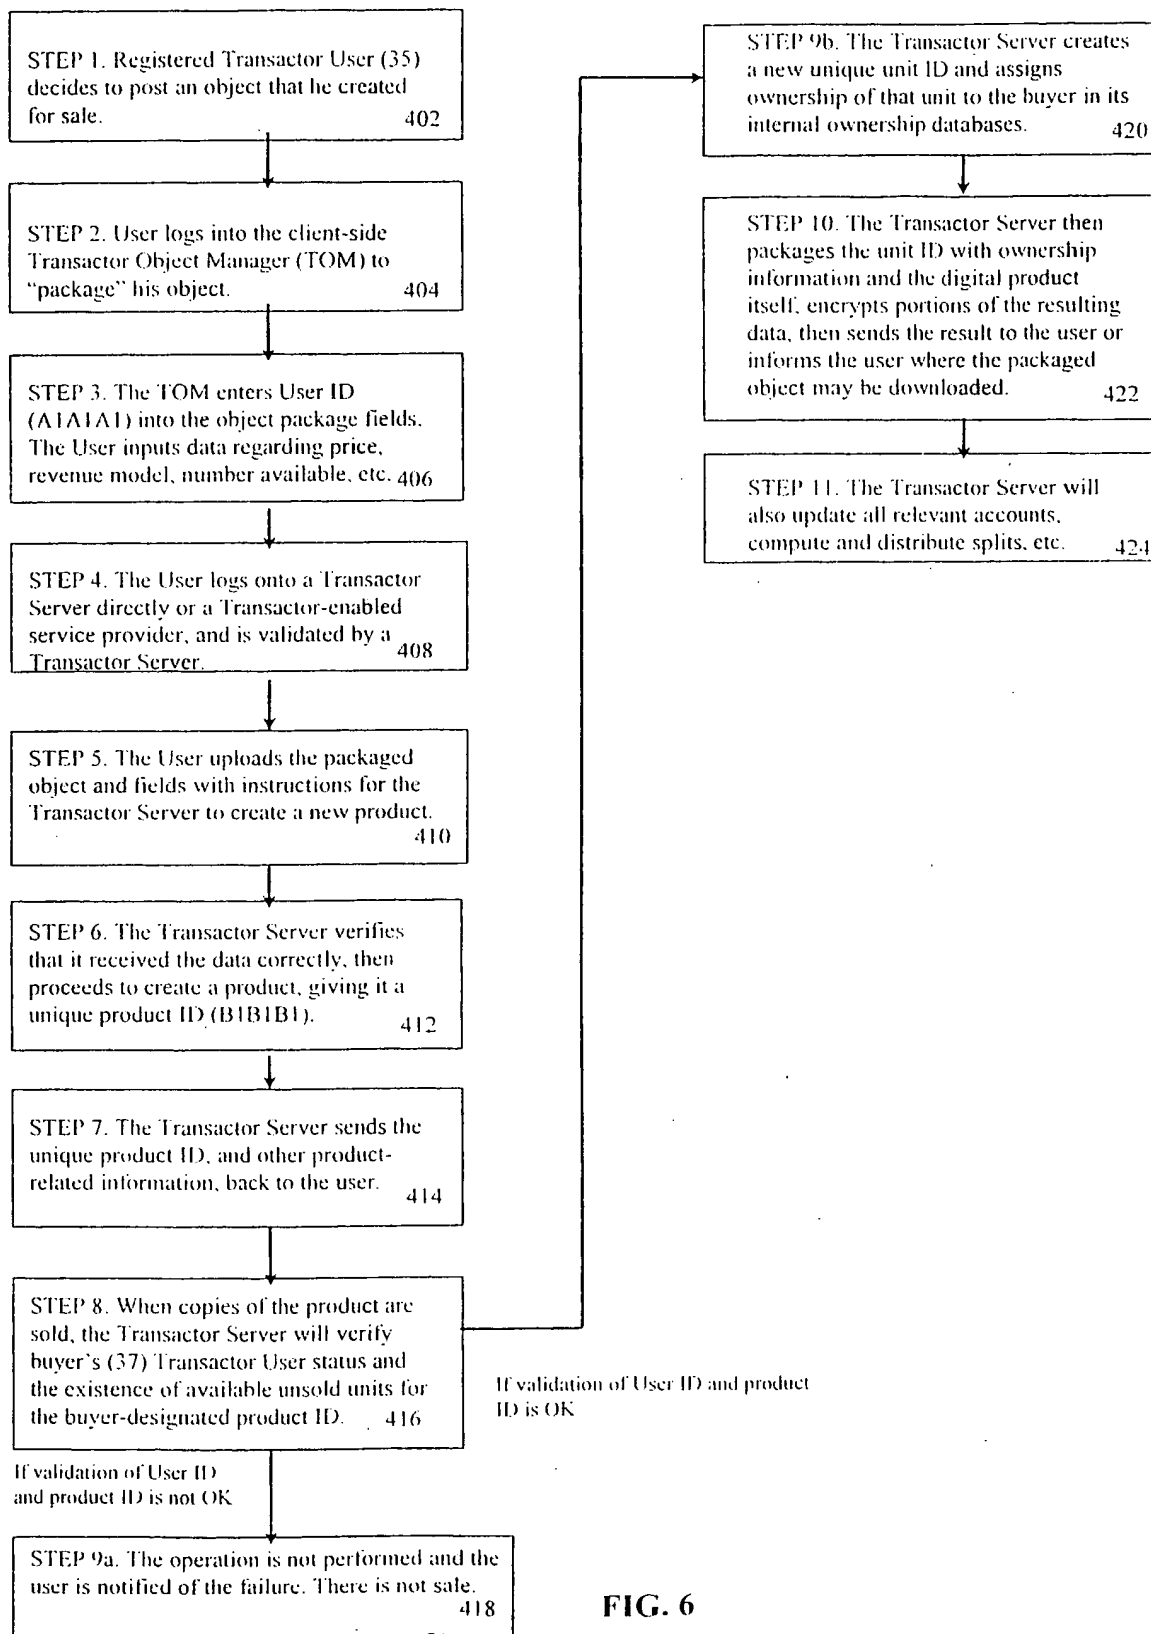 STEP 1. Registered Transactor User (35)
decides to post an object that he created
for sale. 402
STEP 2. User logs into the client-side
Transactor Object Manager (TOM) to
“package” his object. 404
STEP 3. The TOM enters User ID
(A1A1A1) into the object package fields.
The User inputs data regarding price,
revenue model, number available, etc. 406
STEP 4. The User logs onto a Transactor
Server directly or a Transactor-enabled
service provider, and is validated by a
Transactor Server. 408
STEP 5. The User uploads the packaged
object and fields with instructions for the
Transactor Server to create a new product.
410
STEP 6. The Transactor Server verifies
that it received the data correctly, then
proceeds to create a product, giving it a
unique product ID (B1B1B1). 412
STEP 7. The Transactor Server sends the
unique product ID, and other product-
related information, back to the user.
414
STEP 8. When copies of the product are
sold, the Transactor Server will verify
buyer's (37) Transactor User status and
the existence of available unsold units for
the buyer-designated product ID. 416
If validation of User ID
and product ID is not OK
If validation of User ID and product
ID is OK
STEP 9a. The operation is not performed and the
user is notified of the failure. There is not sale.
418
STEP 9b. The Transactor Server creates
a new unique unit ID and assigns
ownership of that unit to the buyer in its
internal ownership databases. 420
STEP 10. The Transactor Server then
packages the unit ID with ownership
information and the digital product
itself, encrypts portions of the resulting
data, then sends the result to the user or
informs the user where the packaged
object may be downloaded. 422
STEP 11. The Transactor Server will
also update all relevant accounts,
compute and distribute splits, etc. 424
FIG. 6